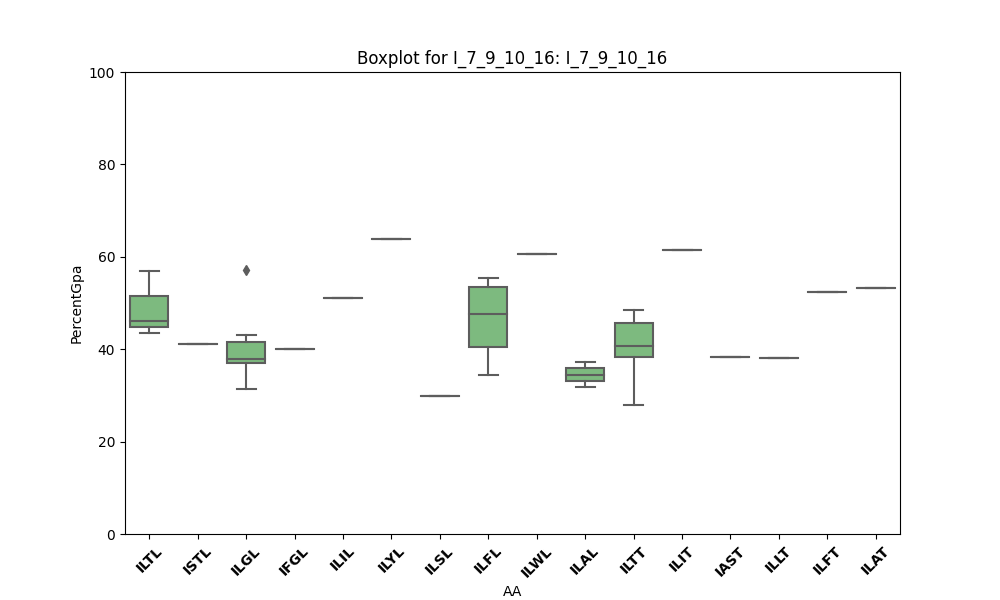 Boxplot for I_7_9_10_16: I_7_9_10_16
100
80
60
40
20
0
PercentGpa
ILTL
ISTL
ILGL
IFGL
ILIL
ILYL
ILSL
ILFL
ILWL
ILAL
ILTT
ILIT
IAST
ILLT
ILFT
ILAT
AA